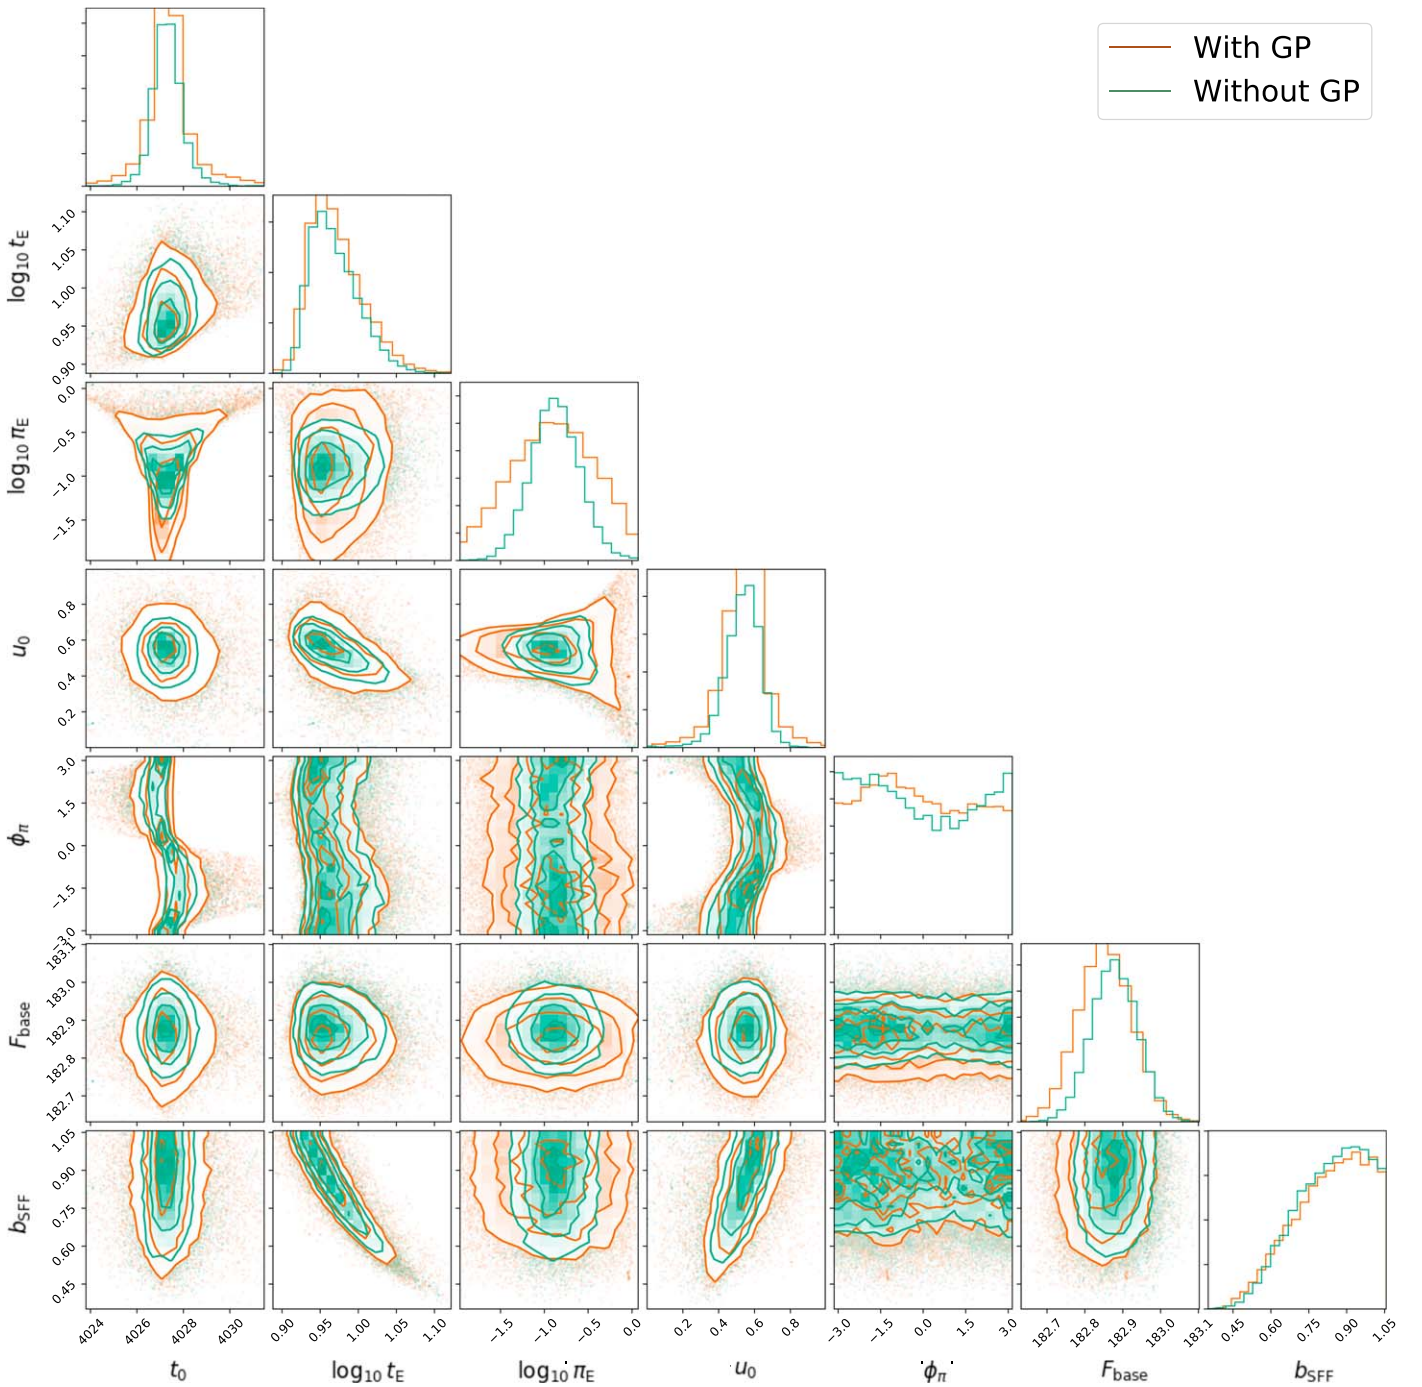 With GP
Without GP
log₁₀ t_E
1.10
1.05
1.00
0.95
0.90
log₁₀ π_E
0.0
−0.5
−1.0
−1.5
u₀
0.8
0.6
0.4
0.2
ϕ_π
3.0
1.5
0.0
−1.5
−3.0
F_base
183.1
183.0
182.9
182.8
182.7
b_SFF
1.05
0.90
0.75
0.60
0.45
4024 4026 4028 4030 0.90 0.95 1.00 1.05 1.10 −1.5 −1.0 −0.5 0.0 0.2 0.4 0.6 0.8 −3.0 −1.5 0.0 1.5 3.0 182.7 182.8 182.9 183.0 183.1 0.45 0.60 0.75 0.90 1.05
t₀ log₁₀ t_E log₁₀ π_E u₀ ϕ_π F_base b_SFF